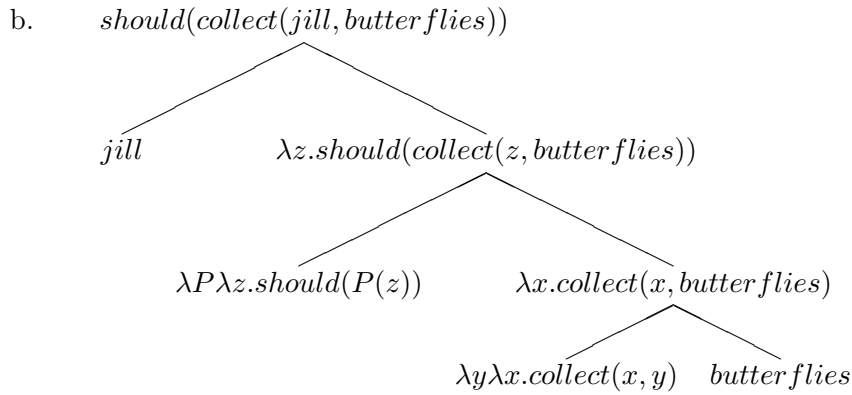 b. should(collect(jill, butterflies))
jill λz.should(collect(z, butterflies))
λPλz.should(P(z)) λx.collect(x, butterflies)
λyλx.collect(x, y) butterflies